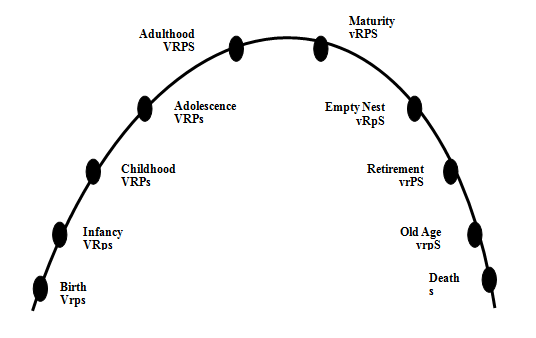 Maturity
vRPS
Adulthood
VRPS
Adolescence
VRPs
Empty Nest
vRpS
Childhood
VRPs
Retirement
vrPS
Infancy
VRps
Old Age
vrpS
Birth
Vrps
Death
s